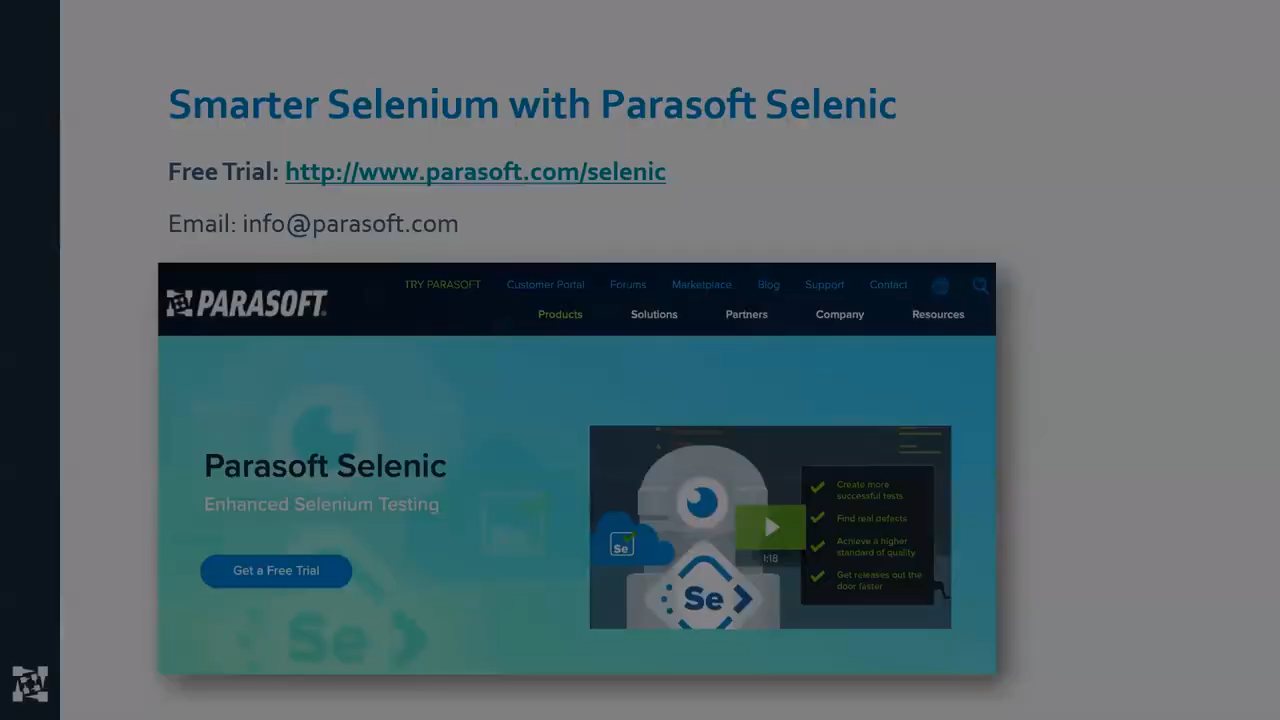 Smarter Selenium with Parasoft Selenic
Free Trial: http://www.parasoft.com/selenic
Email: info@parasoft.com
TRY PARASOFT Customer Portal Forums Marketplace Blog Support Contact
PARASOFT
Products Solutions Partners Company Resources
Parasoft Selenic
Enhanced Selenium Testing
Get a Free Trial
Create more
successful tests
Find real defects
Achieve a higher
standard of quality
Get releases out the
door faster
Se
1:18
Se
Se